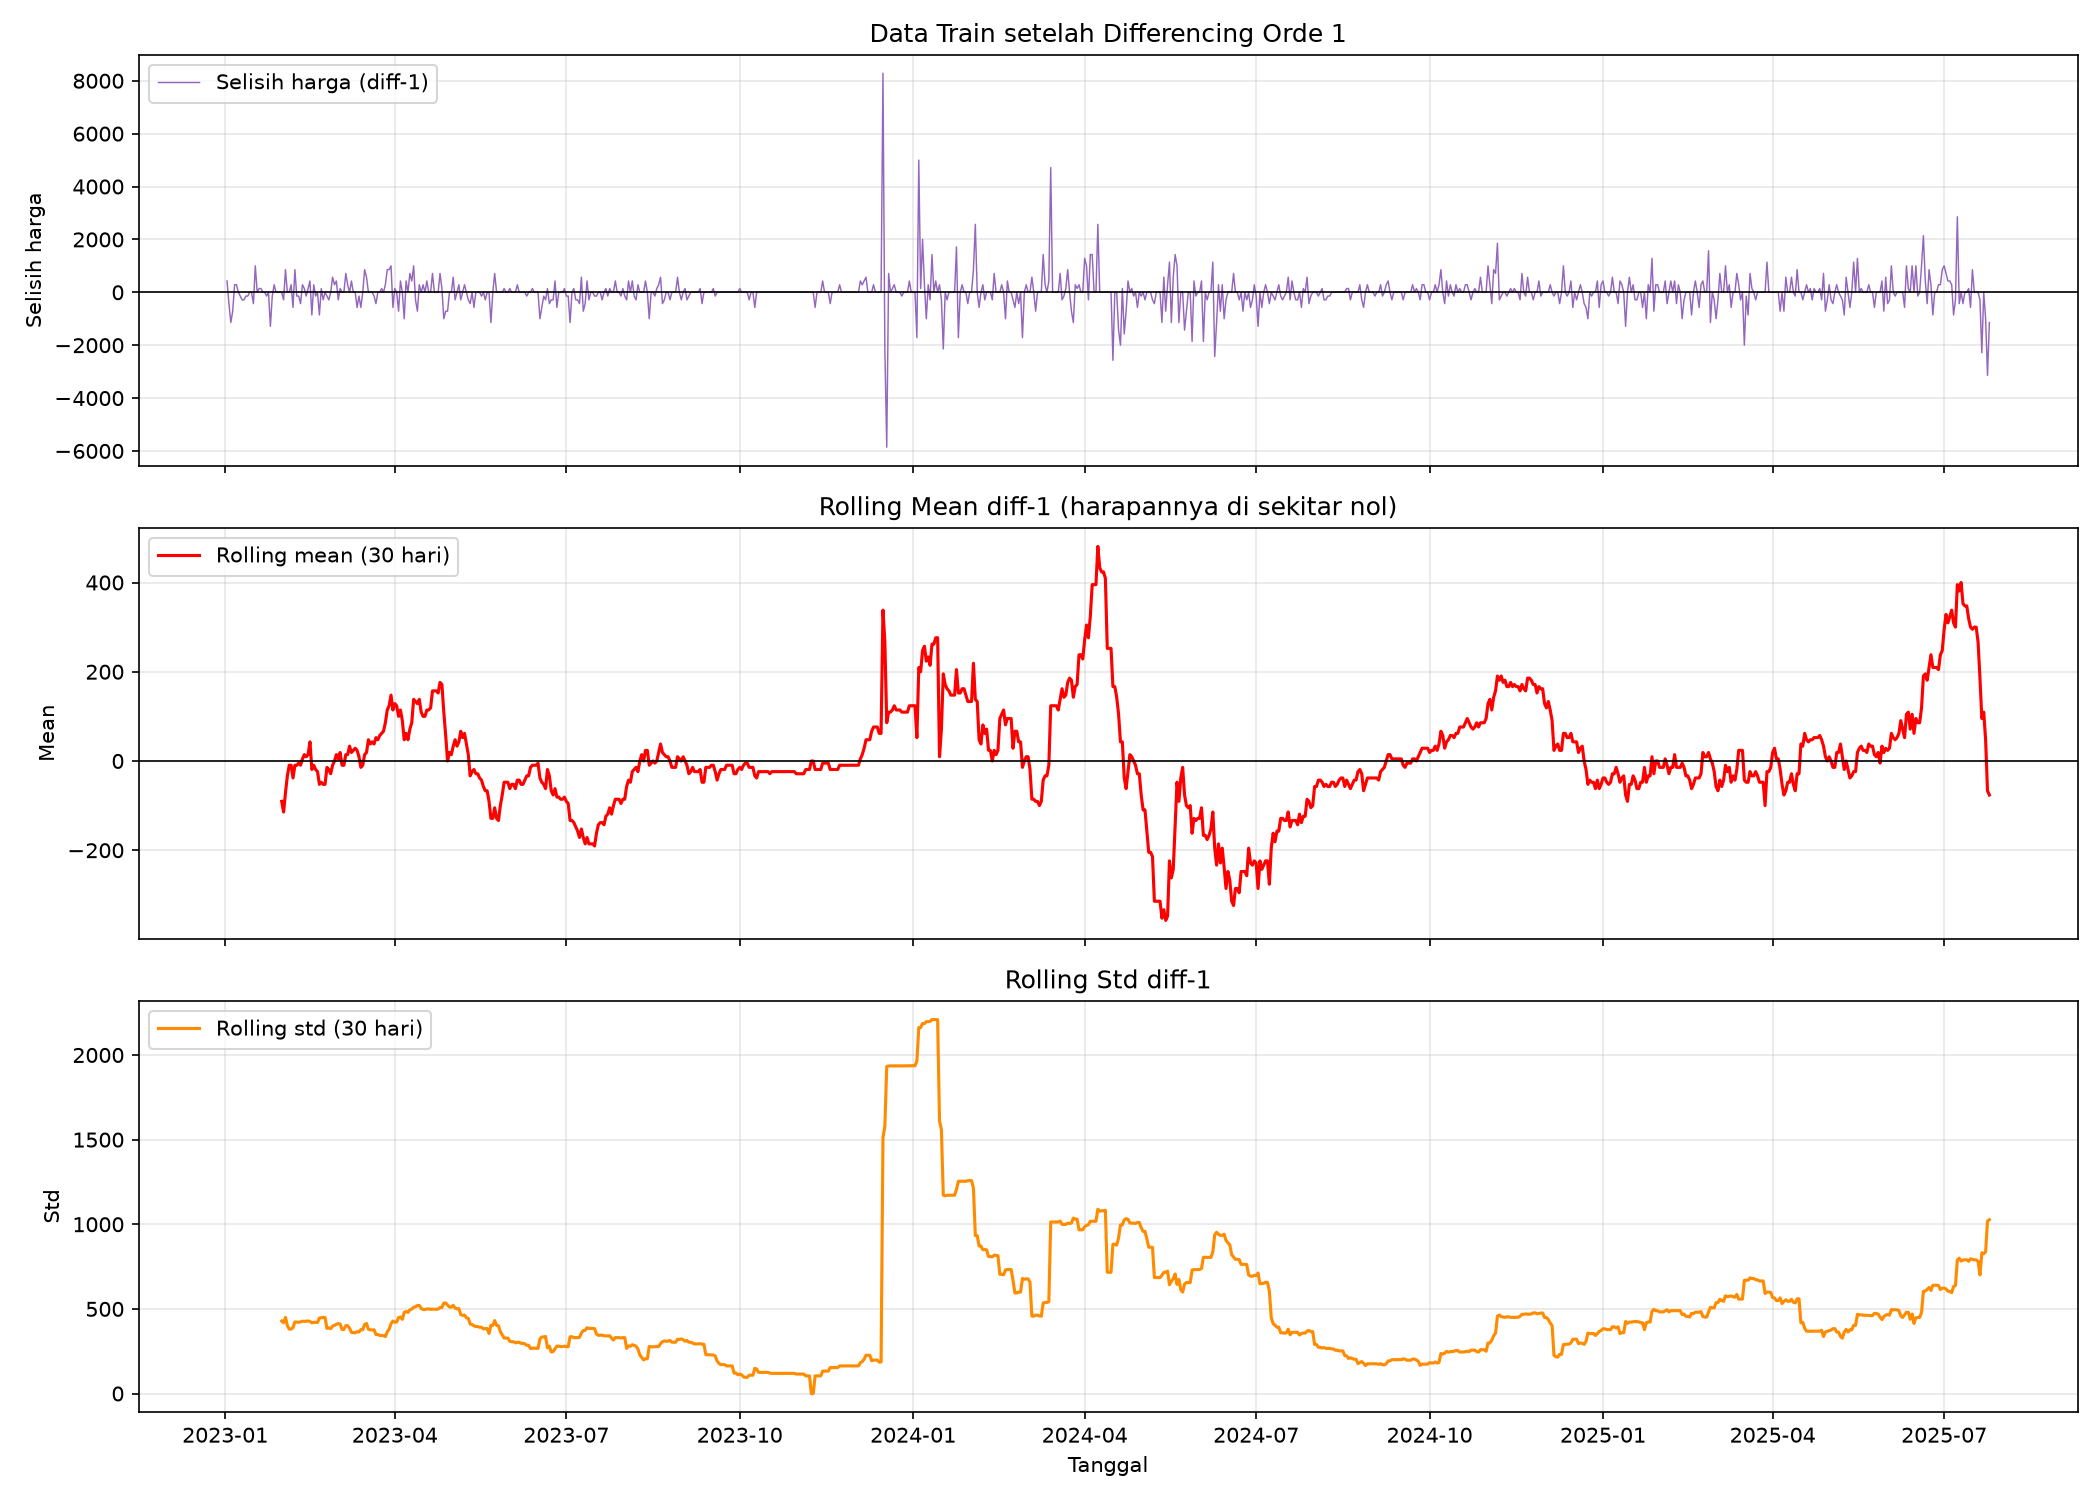 Data Train setelah Differencing Orde 1
Selisih harga (diff-1)
8000
6000
4000
2000
0
−2000
−4000
−6000
Selisih harga
Rolling Mean diff-1 (harapannya di sekitar nol)
Rolling mean (30 hari)
400
200
0
−200
Mean
Rolling Std diff-1
Rolling std (30 hari)
2000
1500
1000
500
0
Std
2023-01 2023-04 2023-07 2023-10 2024-01 2024-04 2024-07 2024-10 2025-01 2025-04 2025-07
Tanggal